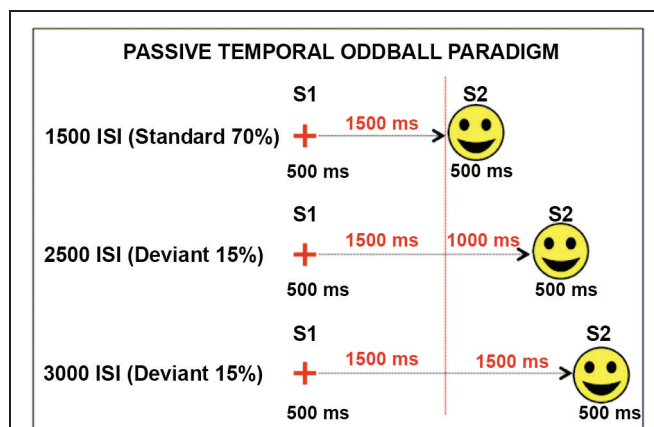 PASSIVE TEMPORAL ODDBALL PARADIGM
S1 S2
1500 ISI (Standard 70%) 1500 ms
500 ms 500 ms
S1 S2
2500 ISI (Deviant 15%) 1500 ms 1000 ms
500 ms 500 ms
S1 S2
3000 ISI (Deviant 15%) 1500 ms 1500 ms
500 ms 500 ms